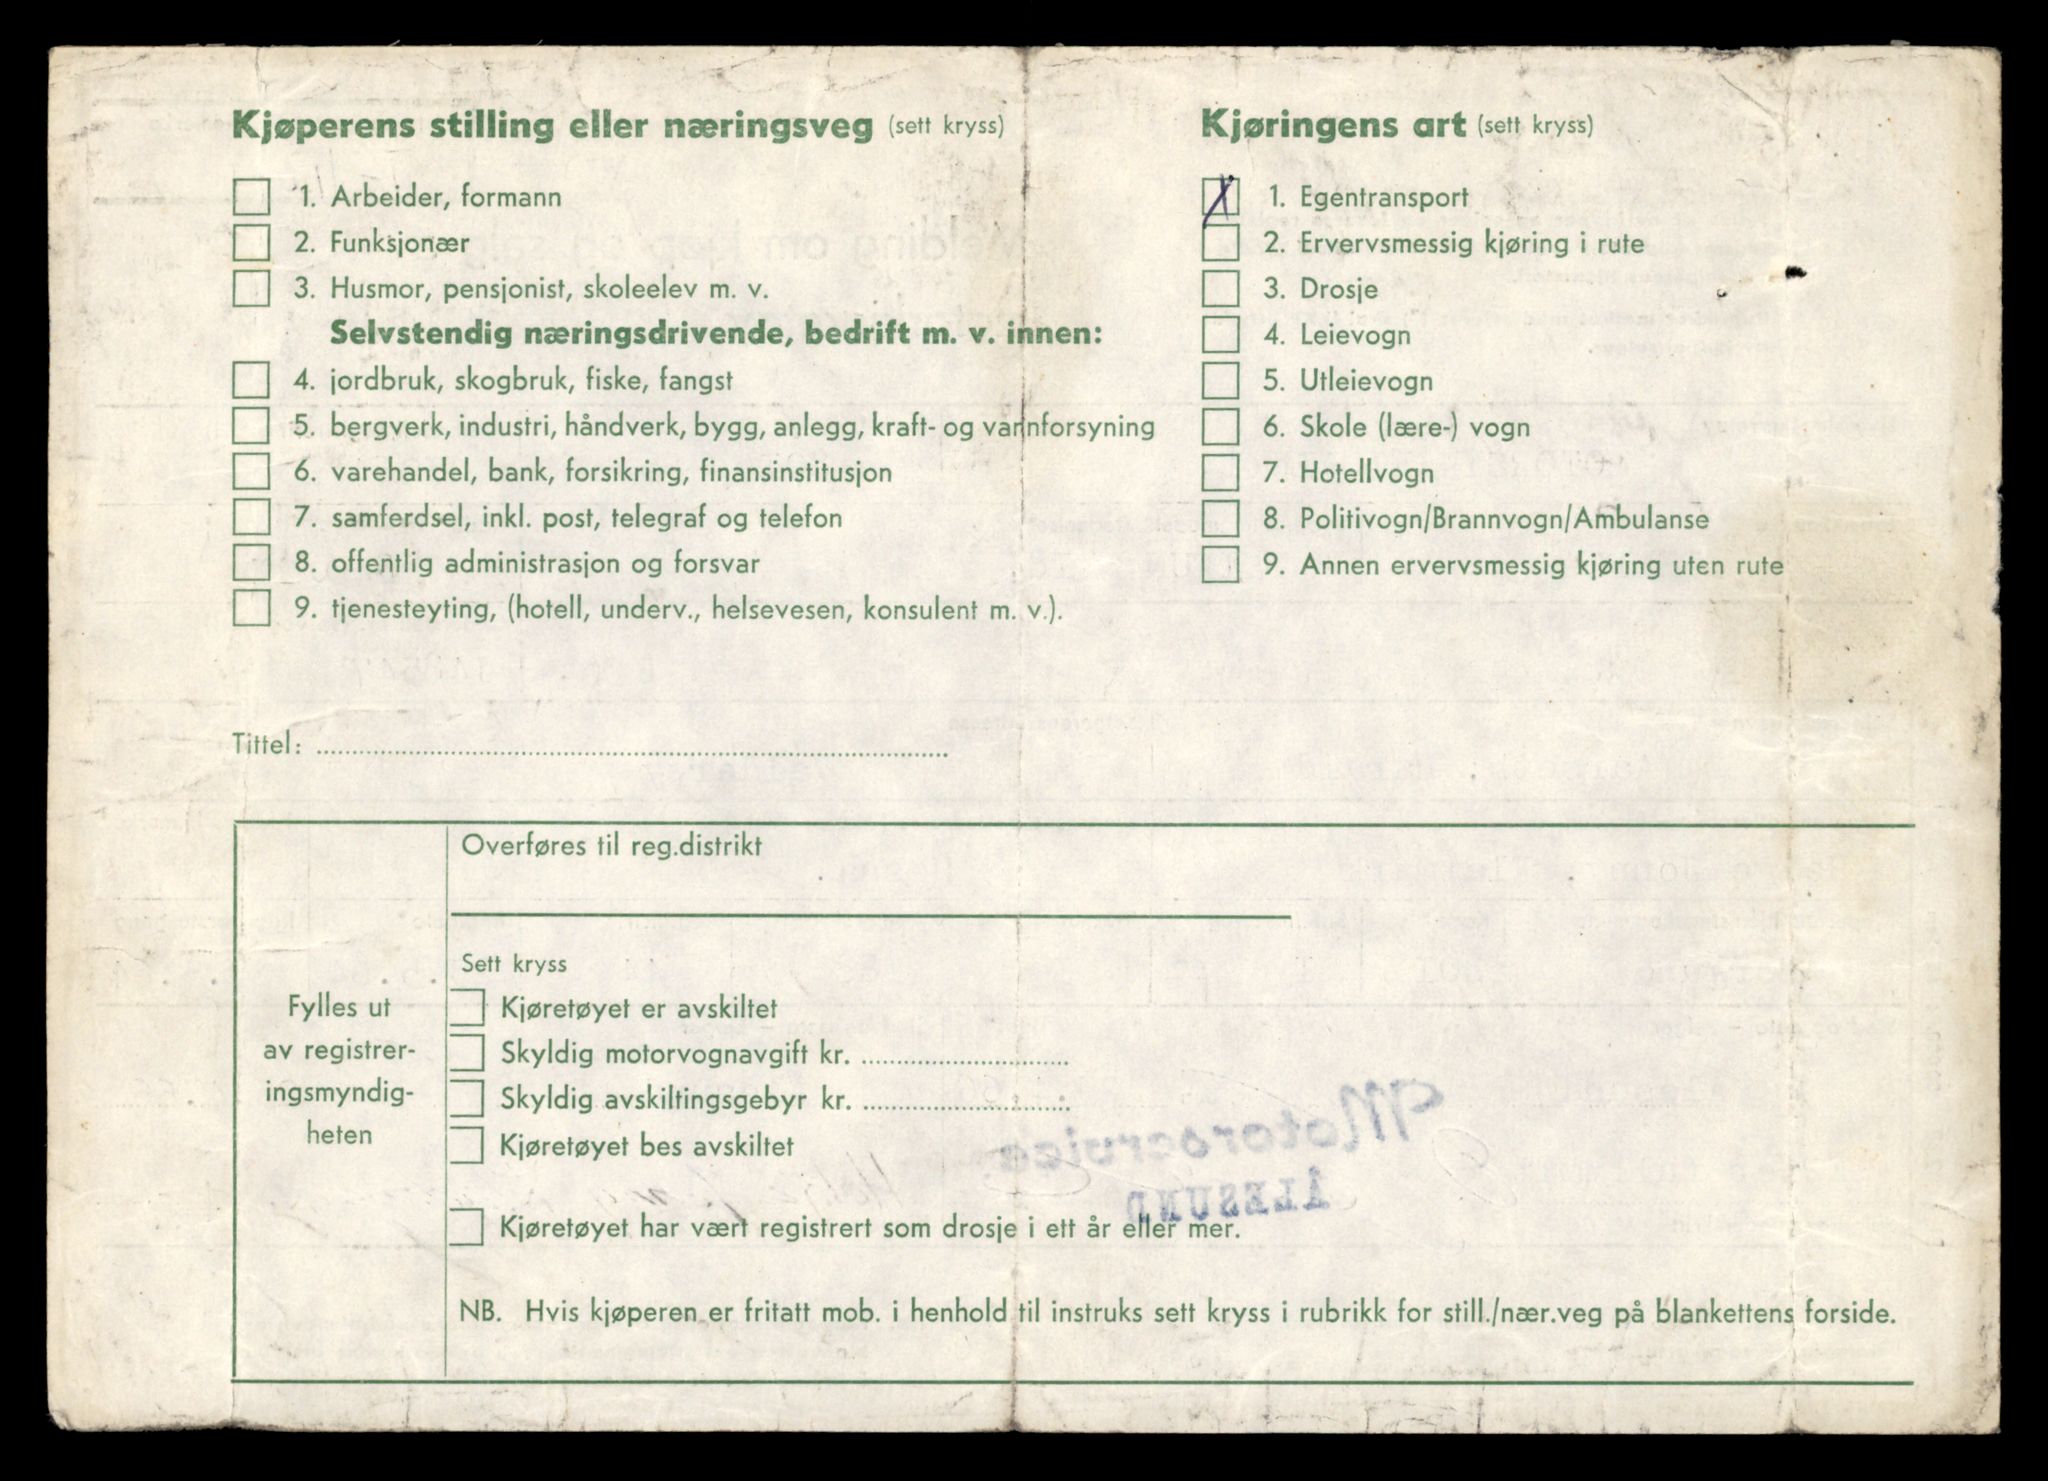 Kjøperens stilling eller næringsveg (sett kryss)
1. Arbeider, formann
2. Funksjonær
3. Husmor, pensjonist, skoleelev m. v.
Selvstendig næringsdrivende, bedrift m. v. innen:
4. jordbruk, skogbruk, fiske, fangst
5. bergverk, industri, håndverk, bygg, anlegg, kraft- og vannforsyning
6. varehandel, bank, forsikring, finansinstitusjon
7. samferdsel, inkl. post, telegraf og telefon
8. offentlig administrasjon og forsvar
9. tjenesteyting, (hotell, underv., helsevesen, konsulent m. v.).
Tittel:
Kjøringens art (sett kryss)
X 1. Egentransport
2. Ervervsmessig kjøring i rute
3. Drosje
4. Leievogn
5. Utleievogn
6. Skole (lære-) vogn
7. Hotellvogn
8. Politivogn/Brannvogn/Ambulanse
9. Annen ervervsmessig kjøring uten rute
Fylles ut
av registrer-
ingsmyndig-
heten
Overføres til reg.distrikt
Sett kryss
Kjøretøyet er avskiltet
Skyldig motorvognavgift kr.
Skyldig avskiltingsgebyr kr.
Kjøretøyet bes avskiltet
Kjøretøyet har vært registrert som drosje i ett år eller mer.
Motorservice
ÅLESUND
NB. Hvis kjøperen er fritatt mob. i henhold til instruks sett kryss i rubrikk for still./nær.veg på blankettens forside.